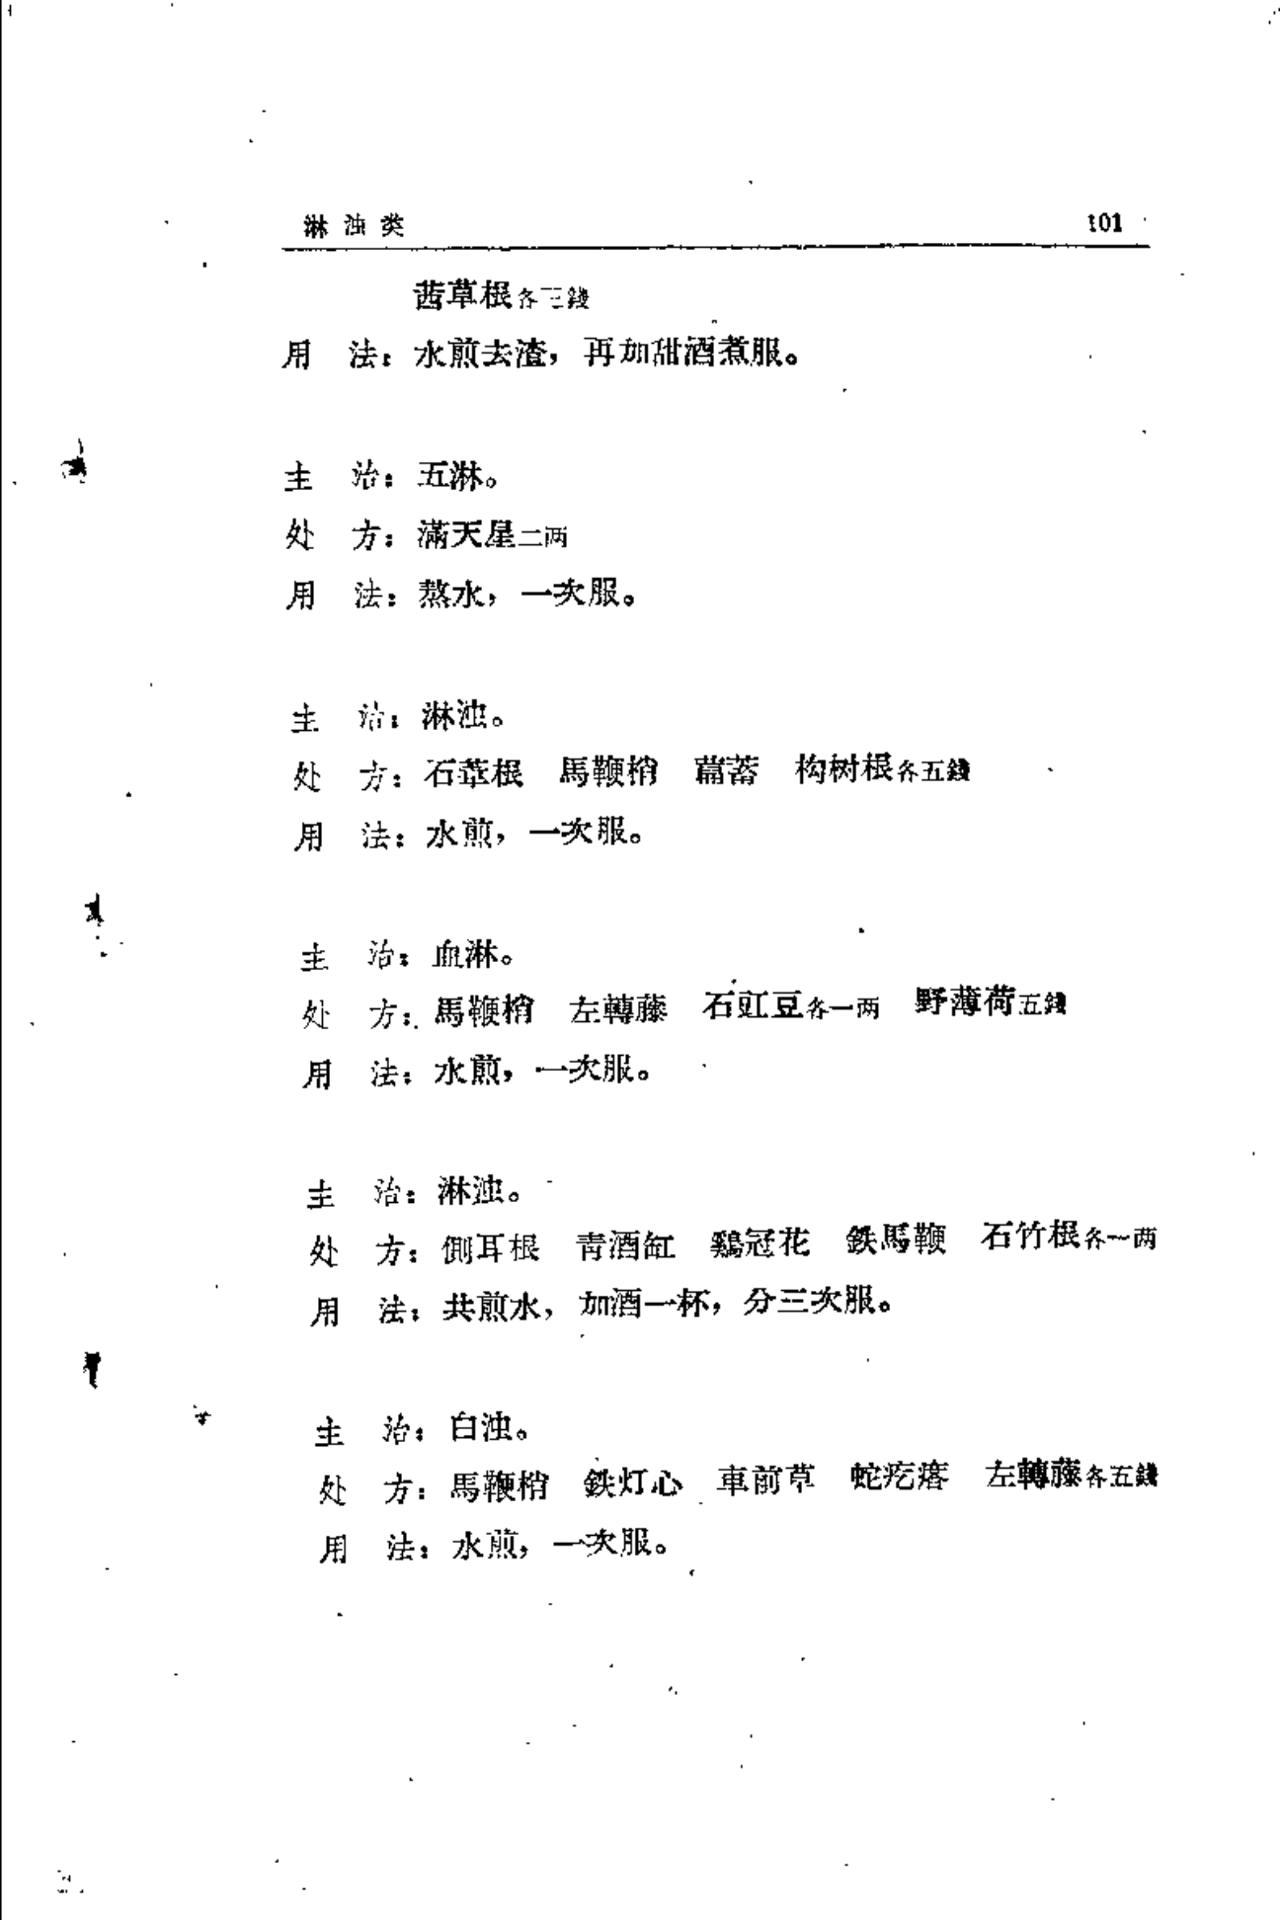 淋浊类 101
茜草根各三錢
用 法：水煎去渣，再加甜酒煮服。
主 治：五淋。
处 方：滿天星二两
用 法：熬水，一次服。
主 治：淋浊。
处 方：石葦根 馬鞭梢 萹蓄 构树根各五錢
用 法：水煎，一次服。
主 治：血淋。
处 方：馬鞭梢 左轉藤 石豇豆各一两 野薄荷五錢
用 法：水煎，一次服。
主 治：淋浊。
处 方：側耳根 青酒缸 鷄冠花 鉄馬鞭 石竹根各一两
用 法：共煎水，加酒一杯，分三次服。
主 治：白浊。
处 方：馬鞭梢 鉄灯心 車前草 蛇疙瘩 左轉藤各五錢
用 法：水煎，一次服。